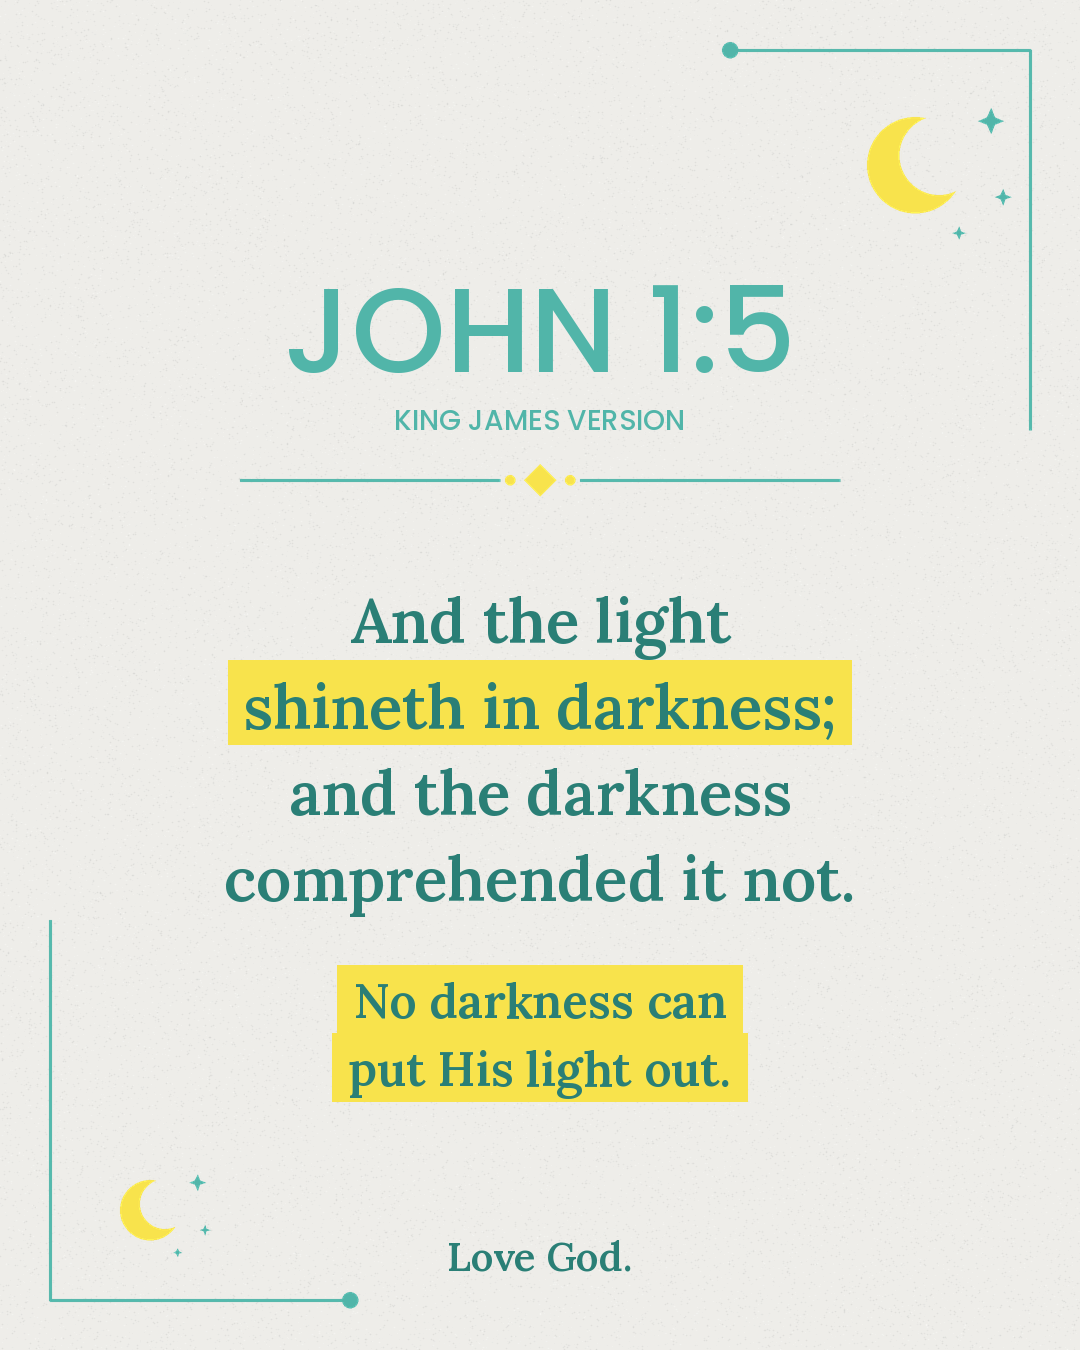 JOHN 1:5
KING JAMES VERSION
And the light
shineth in darkness;
and the darkness
comprehended it not.
No darkness can
put His light out.
Love God.